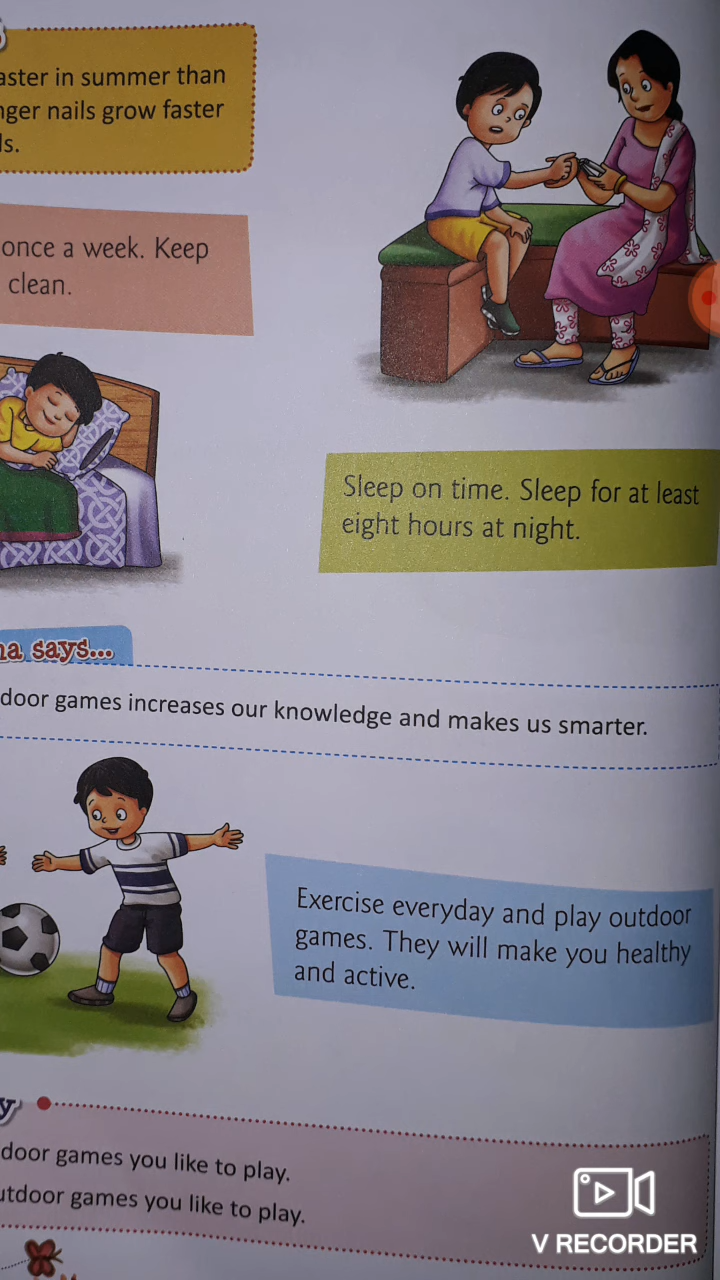 aster in summer than
nger nails grow faster
ls.
once a week. Keep
clean.
Sleep on time. Sleep for at least
eight hours at night.
na says...
door games increases our knowledge and makes us smarter.
Exercise everyday and play outdoor
games. They will make you healthy
and active.
y
door games you like to play.
utdoor games you like to play.
V RECORDER